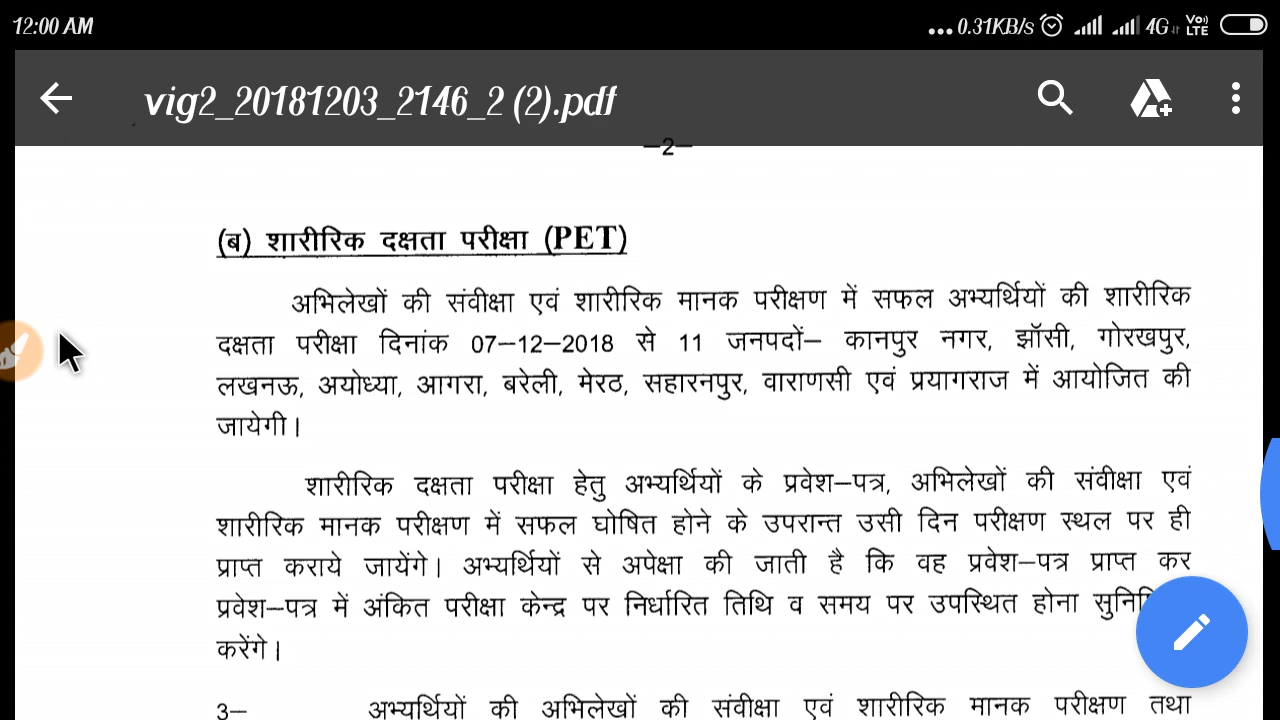 12:00 AM
...0.31KB/s 4G VoLTE
vig2_20181203_2146_2 (2).pdf
—2—
(ब) शारीरिक दक्षता परीक्षा (PET)
अभिलेखों की संवीक्षा एवं शारीरिक मानक परीक्षण में सफल अभ्यर्थियों की शारीरिक
दक्षता परीक्षा दिनांक 07—12—2018 से 11 जनपदों— कानपुर नगर, झॉसी, गोरखपुर,
लखनऊ, अयोध्या, आगरा, बरेली, मेरठ, सहारनपुर, वाराणसी एवं प्रयागराज में आयोजित की
जायेगी।
शारीरिक दक्षता परीक्षा हेतु अभ्यर्थियों के प्रवेश—पत्र, अभिलेखों की संवीक्षा एवं
शारीरिक मानक परीक्षण में सफल घोषित होने के उपरान्त उसी दिन परीक्षण स्थल पर ही
प्राप्त कराये जायेंगे। अभ्यर्थियों से अपेक्षा की जाती है कि वह प्रवेश—पत्र प्राप्त कर
प्रवेश—पत्र में अंकित परीक्षा केन्द्र पर निर्धारित तिथि व समय पर उपस्थित होना
करेंगे।
3— अभ्यर्थियों की अभिलेखों की संवीक्षा एवं शारीरिक मानक परीक्षण तथा